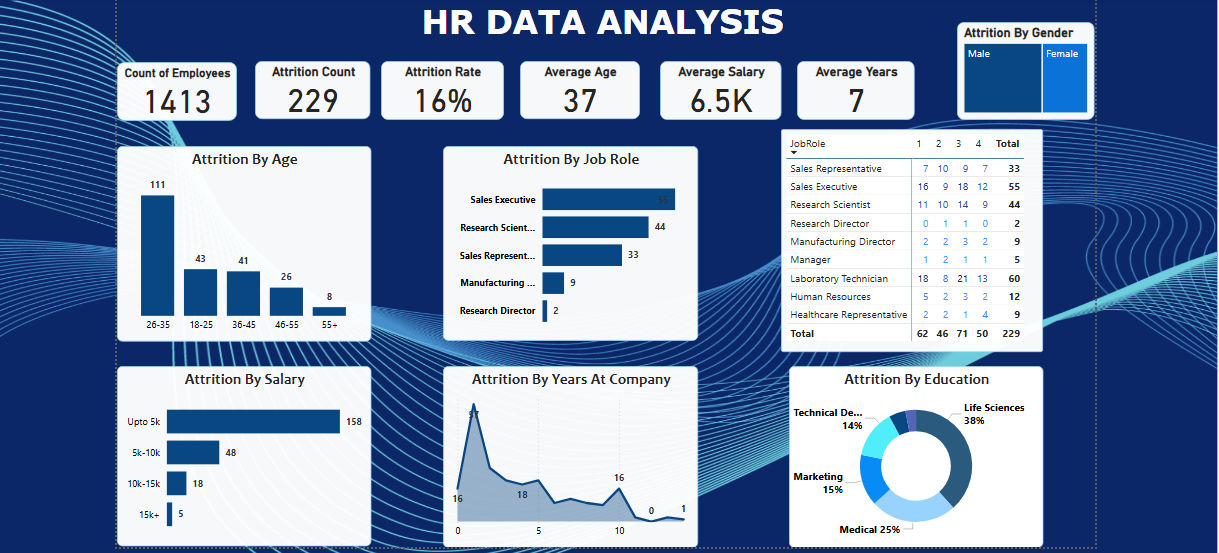 HR DATA ANALYSIS
Attrition By Gender
Male Female
Count of Employees
1413
Attrition Count
229
Attrition Rate
16%
Average Age
37
Average Salary
6.5K
Average Years
7
Attrition By Age
111
43
41
26
8
26-35 18-25 36-45 46-55 55+
Attrition By Job Role
Sales Executive 55
Research Scient... 44
Sales Represent... 33
Manufacturing ... 9
Research Director 2
JobRole 1 2 3 4 Total
Sales Representative 7 10 9 7 33
Sales Executive 16 9 18 12 55
Research Scientist 11 10 14 9 44
Research Director 0 1 1 0 2
Manufacturing Director 2 2 3 2 9
Manager 1 2 1 1 5
Laboratory Technician 18 8 21 13 60
Human Resources 5 2 3 2 12
Healthcare Representative 2 2 1 4 9
Total 62 46 71 50 229
Attrition By Salary
Upto 5k 158
5k-10k 48
10k-15k 18
15k+ 5
Attrition By Years At Company
57
16
18
16
0
1
0 5 10
Attrition By Education
Life Sciences
38%
Technical De...
14%
Marketing
15%
Medical 25%